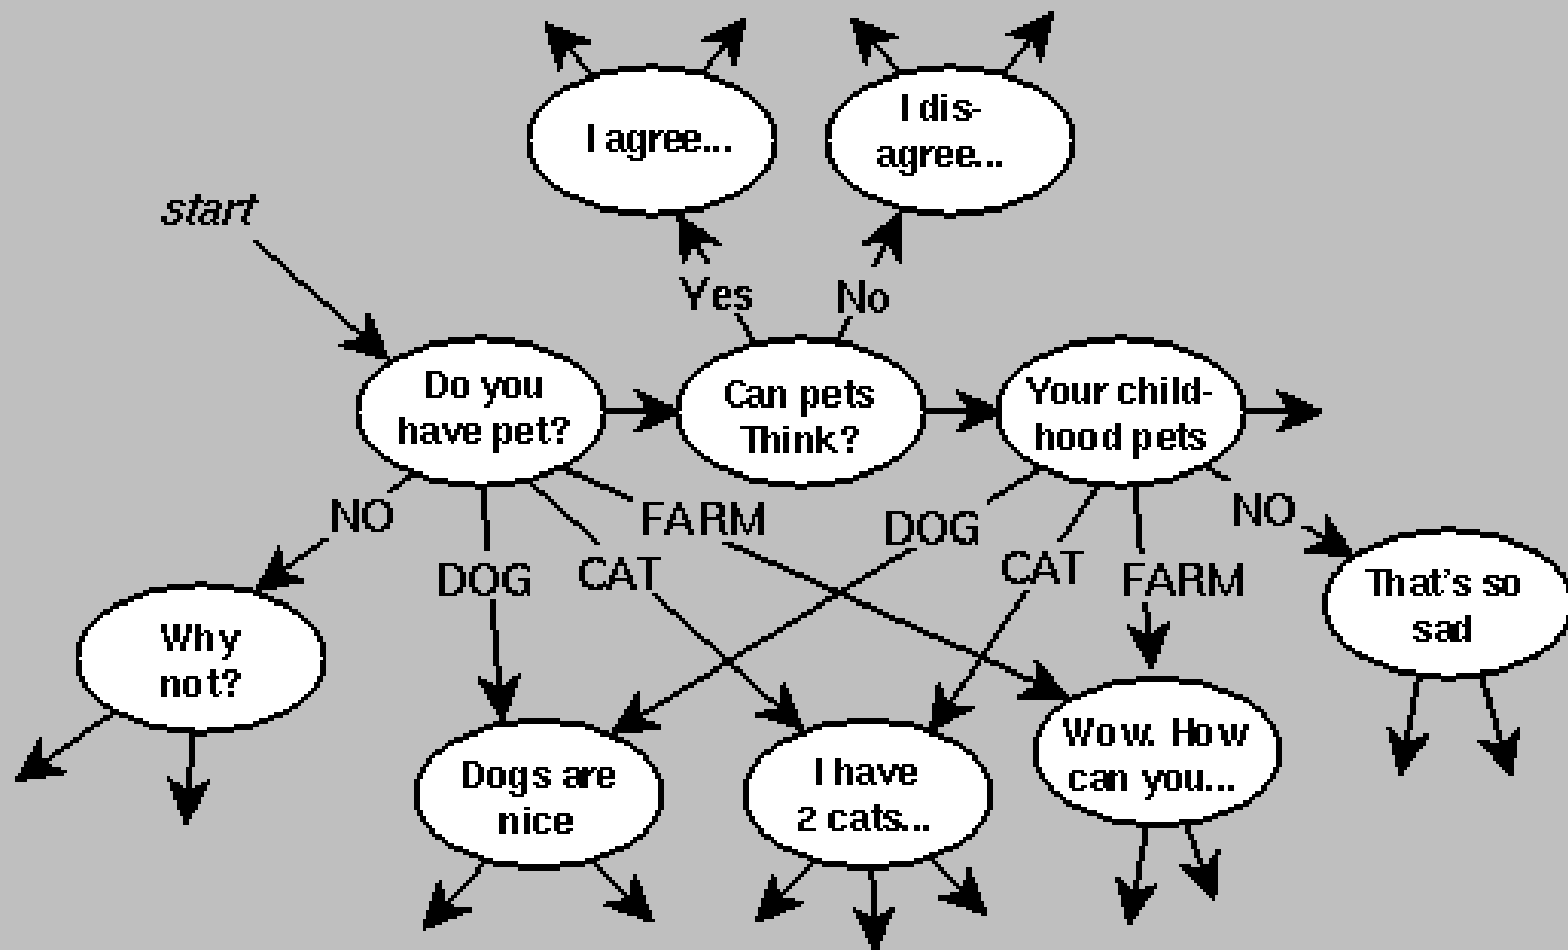 I agree...
I dis-
agree...
start
Yes
No
Do you
have pet?
Can pets
Think?
Your child-
hood pets
NO
DOG
CAT
FARM
DOG
CAT
FARM
NO
Why
not?
Dogs are
nice
I have
2 cats...
Wow. How
can you...
That's so
sad